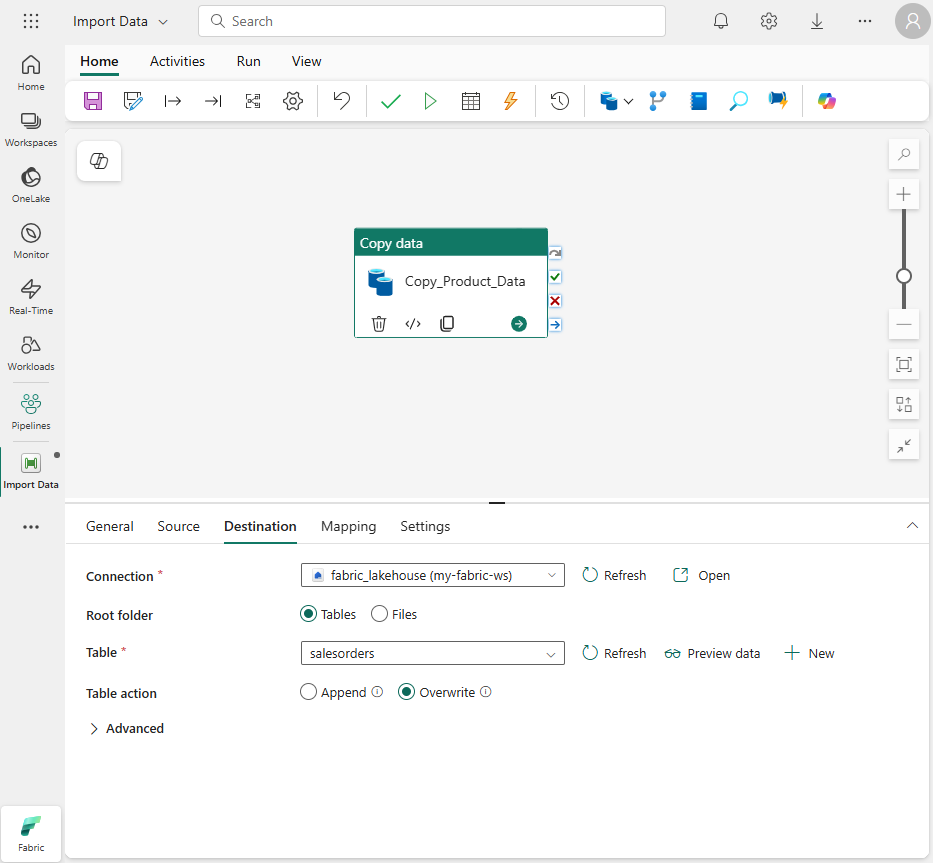 Import Data
Search
Home
Activities
Run
View
Home
Workspaces
OneLake
Monitor
Real-Time
Workloads
Pipelines
Import Data
Fabric
Copy data
Copy_Product_Data
General
Source
Destination
Mapping
Settings
Connection *
fabric_lakehouse (my-fabric-ws)
Refresh
Open
Root folder
Tables
Files
Table *
salesorders
Refresh
Preview data
New
Table action
Append
Overwrite
Advanced